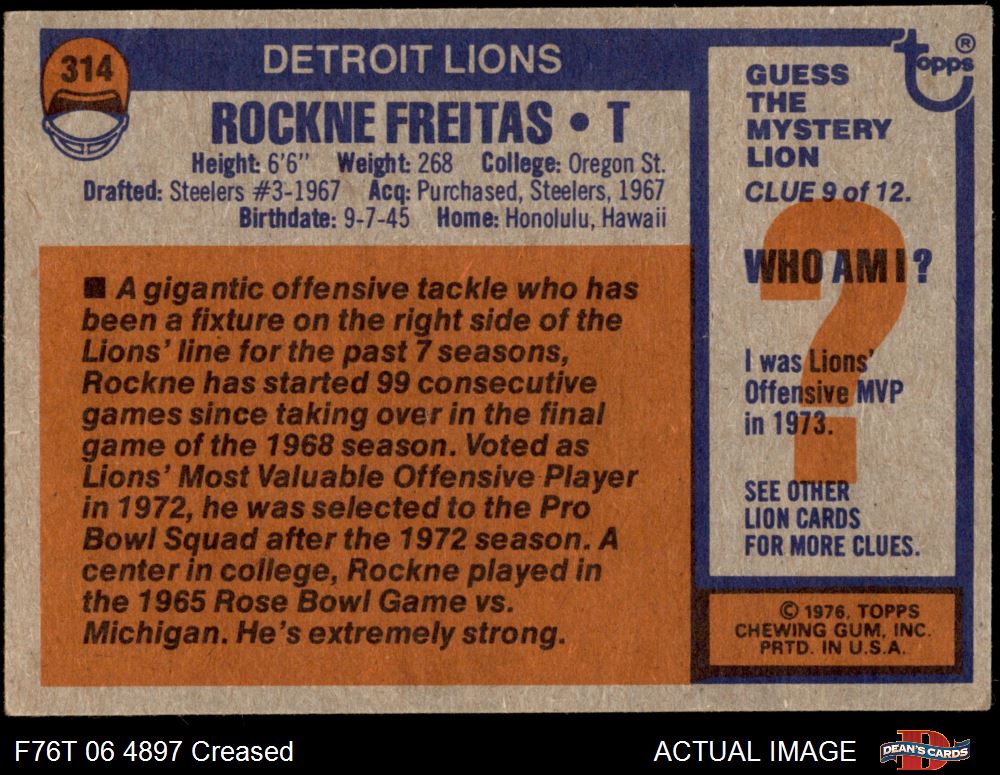 314
DETROIT LIONS
ROCKNE FREITAS • T
Height: 6'6" Weight: 268 College: Oregon St.
Drafted: Steelers #3-1967 Acq: Purchased, Steelers, 1967
Birthdate: 9-7-45 Home: Honolulu, Hawaii
■ A gigantic offensive tackle who has
been a fixture on the right side of the
Lions' line for the past 7 seasons,
Rockne has started 99 consecutive
games since taking over in the final
game of the 1968 season. Voted as
Lions' Most Valuable Offensive Player
in 1972, he was selected to the Pro
Bowl Squad after the 1972 season. A
center in college, Rockne played in
the 1965 Rose Bowl Game vs.
Michigan. He's extremely strong.
topps®
GUESS
THE
MYSTERY
LION
CLUE 9 of 12.
?
WHO AM I?
I was Lions'
Offensive MVP
in 1973.
SEE OTHER
LION CARDS
FOR MORE CLUES.
© 1976, TOPPS
CHEWING GUM, INC.
PRTD. IN U.S.A.
F76T 06 4897 Creased
ACTUAL IMAGE
D
DEAN'S CARDS